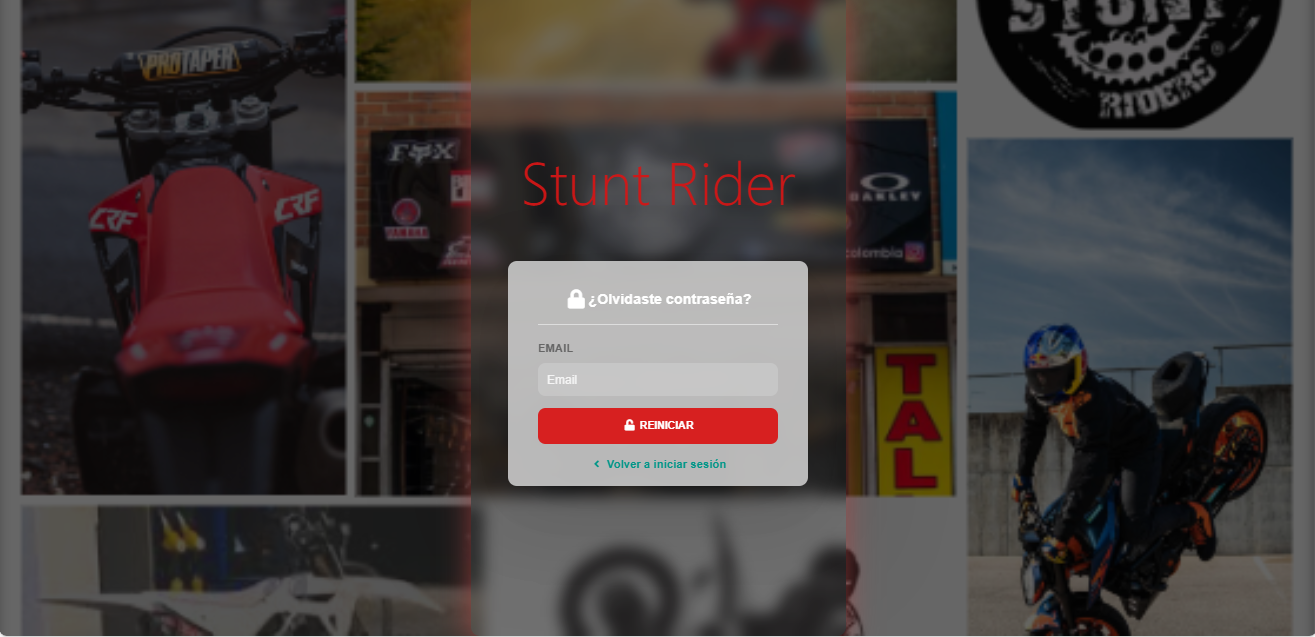 STUNT
RIDERS
®
PROTAPER
CRF
CRF
FOX
YAMAHA
OAKLEY
colombia
TAL
Stunt Rider
¿Olvidaste contraseña?
EMAIL
Email
REINICIAR
Volver a iniciar sesión